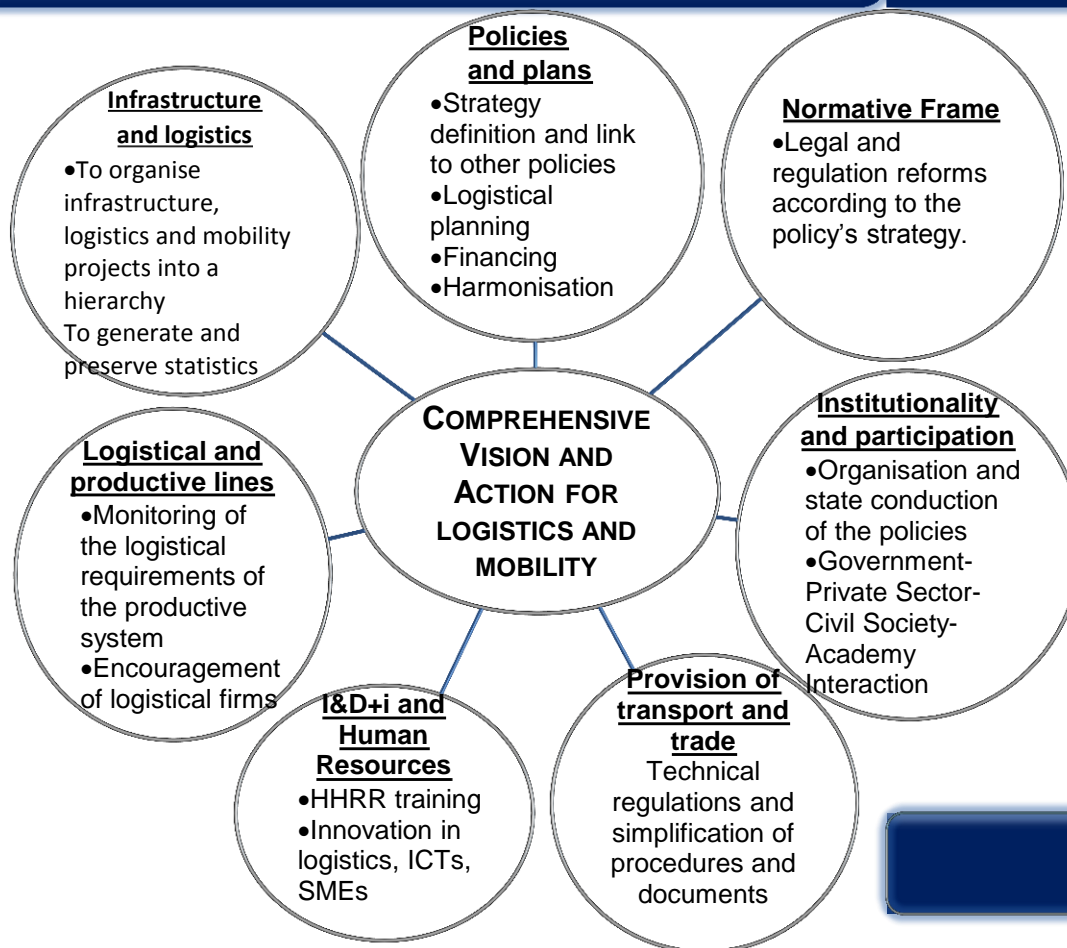 Policies
and plans
•Strategy
definition and link
to other policies
•Logistical
planning
•Financing
•Harmonisation
Infrastructure
and logistics
•To organise
infrastructure,
logistics and mobility
projects into a
hierarchy
To generate and
preserve statistics
Normative Frame
•Legal and
regulation reforms
according to the
policy’s strategy.
COMPREHENSIVE
VISION AND
ACTION FOR
LOGISTICS AND
MOBILITY
Institutionality
and participation
•Organisation and
state conduction
of the policies
•Government-
Private Sector-
Civil Society-
Academy
Interaction
Logistical and
productive lines
•Monitoring of
the logistical
requirements of
the productive
system
•Encouragement
of logistical firms
I&D+i and
Human
Resources
•HHRR training
•Innovation in
logistics, ICTs,
SMEs
Provision of
transport and
trade
Technical
regulations and
simplification of
procedures and
documents